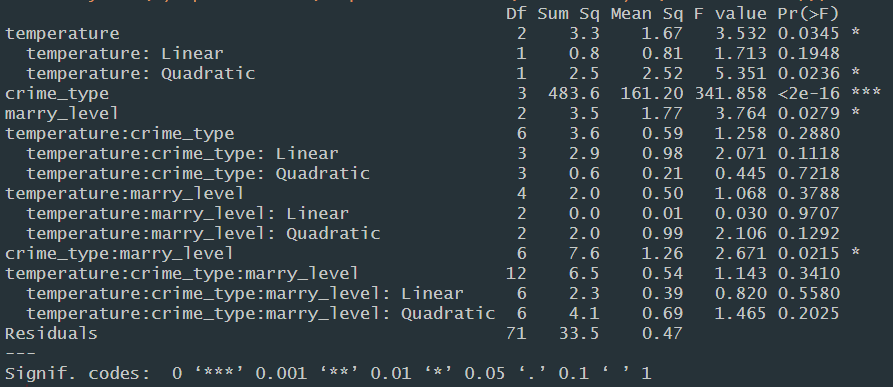 Df Sum Sq Mean Sq F value Pr(>F)
temperature 2 3.3 1.67 3.532 0.0345 *
temperature: Linear 1 0.8 0.81 1.713 0.1948
temperature: Quadratic 1 2.5 2.52 5.351 0.0236 *
crime_type 3 483.6 161.20 341.858 <2e-16 ***
marry_level 2 3.5 1.77 3.764 0.0279 *
temperature:crime_type 6 3.6 0.59 1.258 0.2880
temperature:crime_type: Linear 3 2.9 0.98 2.071 0.1118
temperature:crime_type: Quadratic 3 0.6 0.21 0.445 0.7218
temperature:marry_level 4 2.0 0.50 1.068 0.3788
temperature:marry_level: Linear 2 0.0 0.01 0.030 0.9707
temperature:marry_level: Quadratic 2 2.0 0.99 2.106 0.1292
crime_type:marry_level 6 7.6 1.26 2.671 0.0215 *
temperature:crime_type:marry_level 12 6.5 0.54 1.143 0.3410
temperature:crime_type:marry_level: Linear 6 2.3 0.39 0.820 0.5580
temperature:crime_type:marry_level: Quadratic 6 4.1 0.69 1.465 0.2025
Residuals 71 33.5 0.47
---
Signif. codes: 0 ‘***’ 0.001 ‘**’ 0.01 ‘*’ 0.05 ‘.’ 0.1 ‘ ’ 1